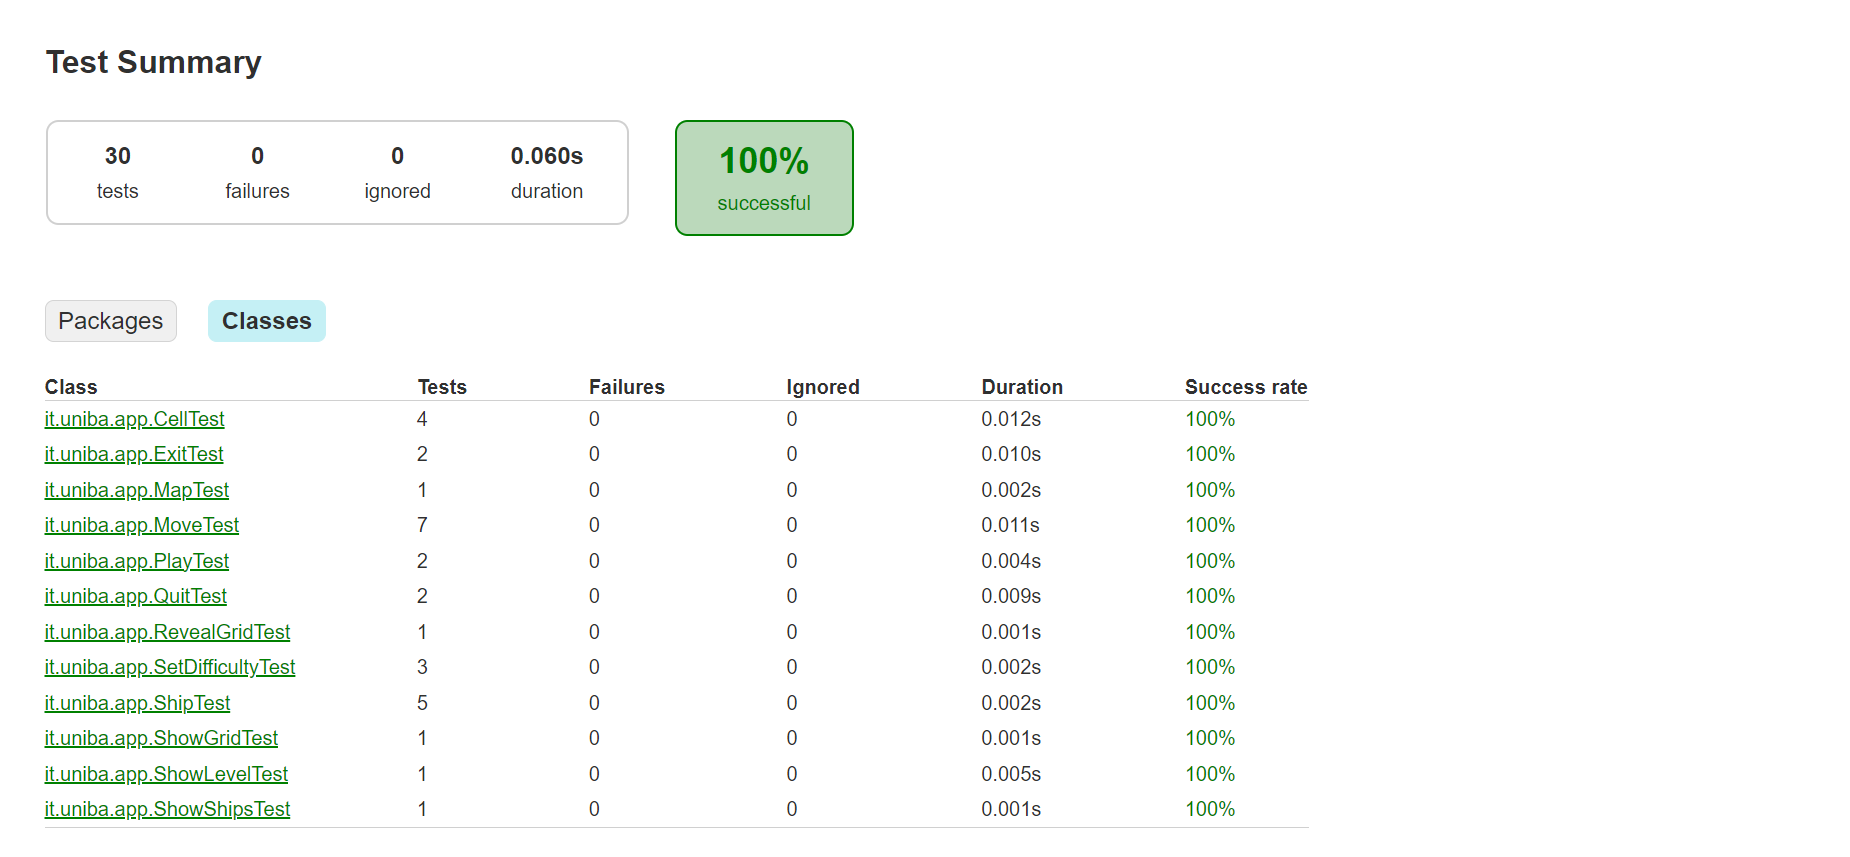 Test Summary
30 0 0 0.060s
tests failures ignored duration
100%
successful
Packages Classes
Class Tests Failures Ignored Duration Success rate
it.uniba.app.CellTest 4 0 0 0.012s 100%
it.uniba.app.ExitTest 2 0 0 0.010s 100%
it.uniba.app.MapTest 1 0 0 0.002s 100%
it.uniba.app.MoveTest 7 0 0 0.011s 100%
it.uniba.app.PlayTest 2 0 0 0.004s 100%
it.uniba.app.QuitTest 2 0 0 0.009s 100%
it.uniba.app.RevealGridTest 1 0 0 0.001s 100%
it.uniba.app.SetDifficultyTest 3 0 0 0.002s 100%
it.uniba.app.ShipTest 5 0 0 0.002s 100%
it.uniba.app.ShowGridTest 1 0 0 0.001s 100%
it.uniba.app.ShowLevelTest 1 0 0 0.005s 100%
it.uniba.app.ShowShipsTest 1 0 0 0.001s 100%